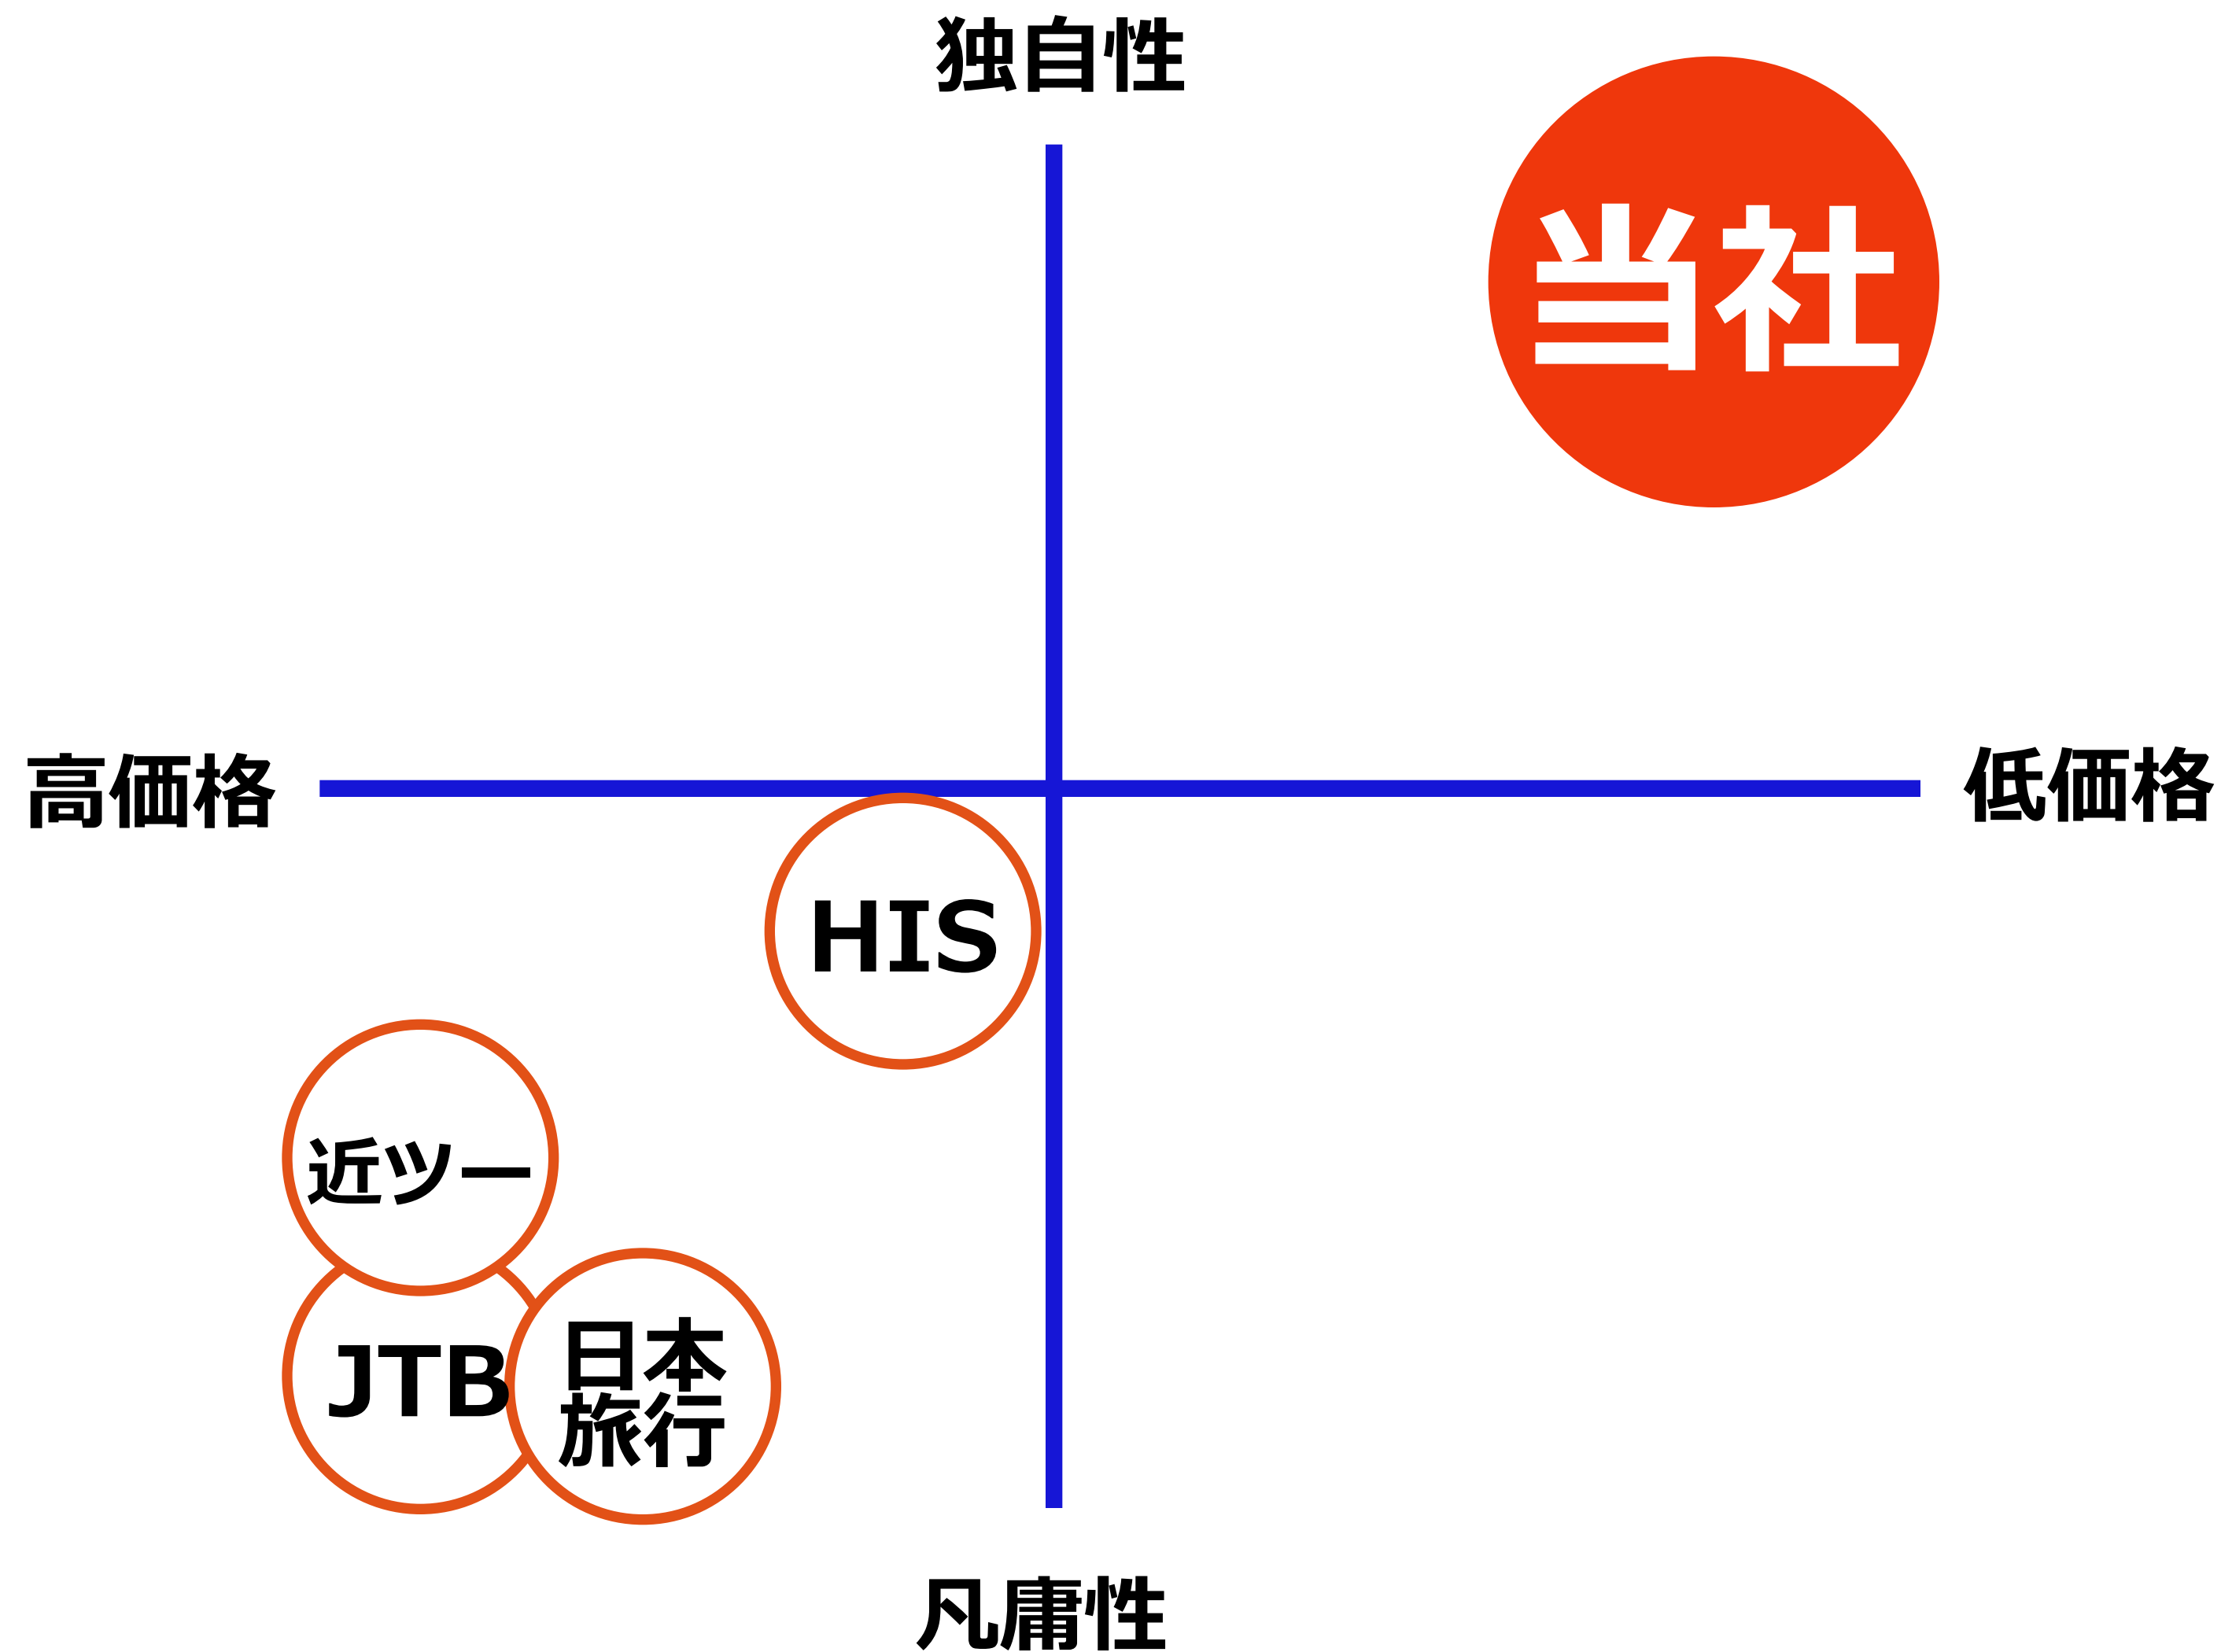 独自性
当社
高価格
低価格
HIS
近ツー
JTB
日本
旅行
凡庸性